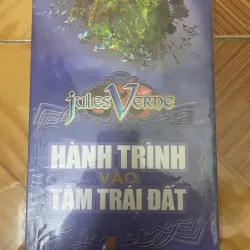 Jules Verne
HÀNH TRÌNH
VÀO
TÂM TRÁI ĐẤT